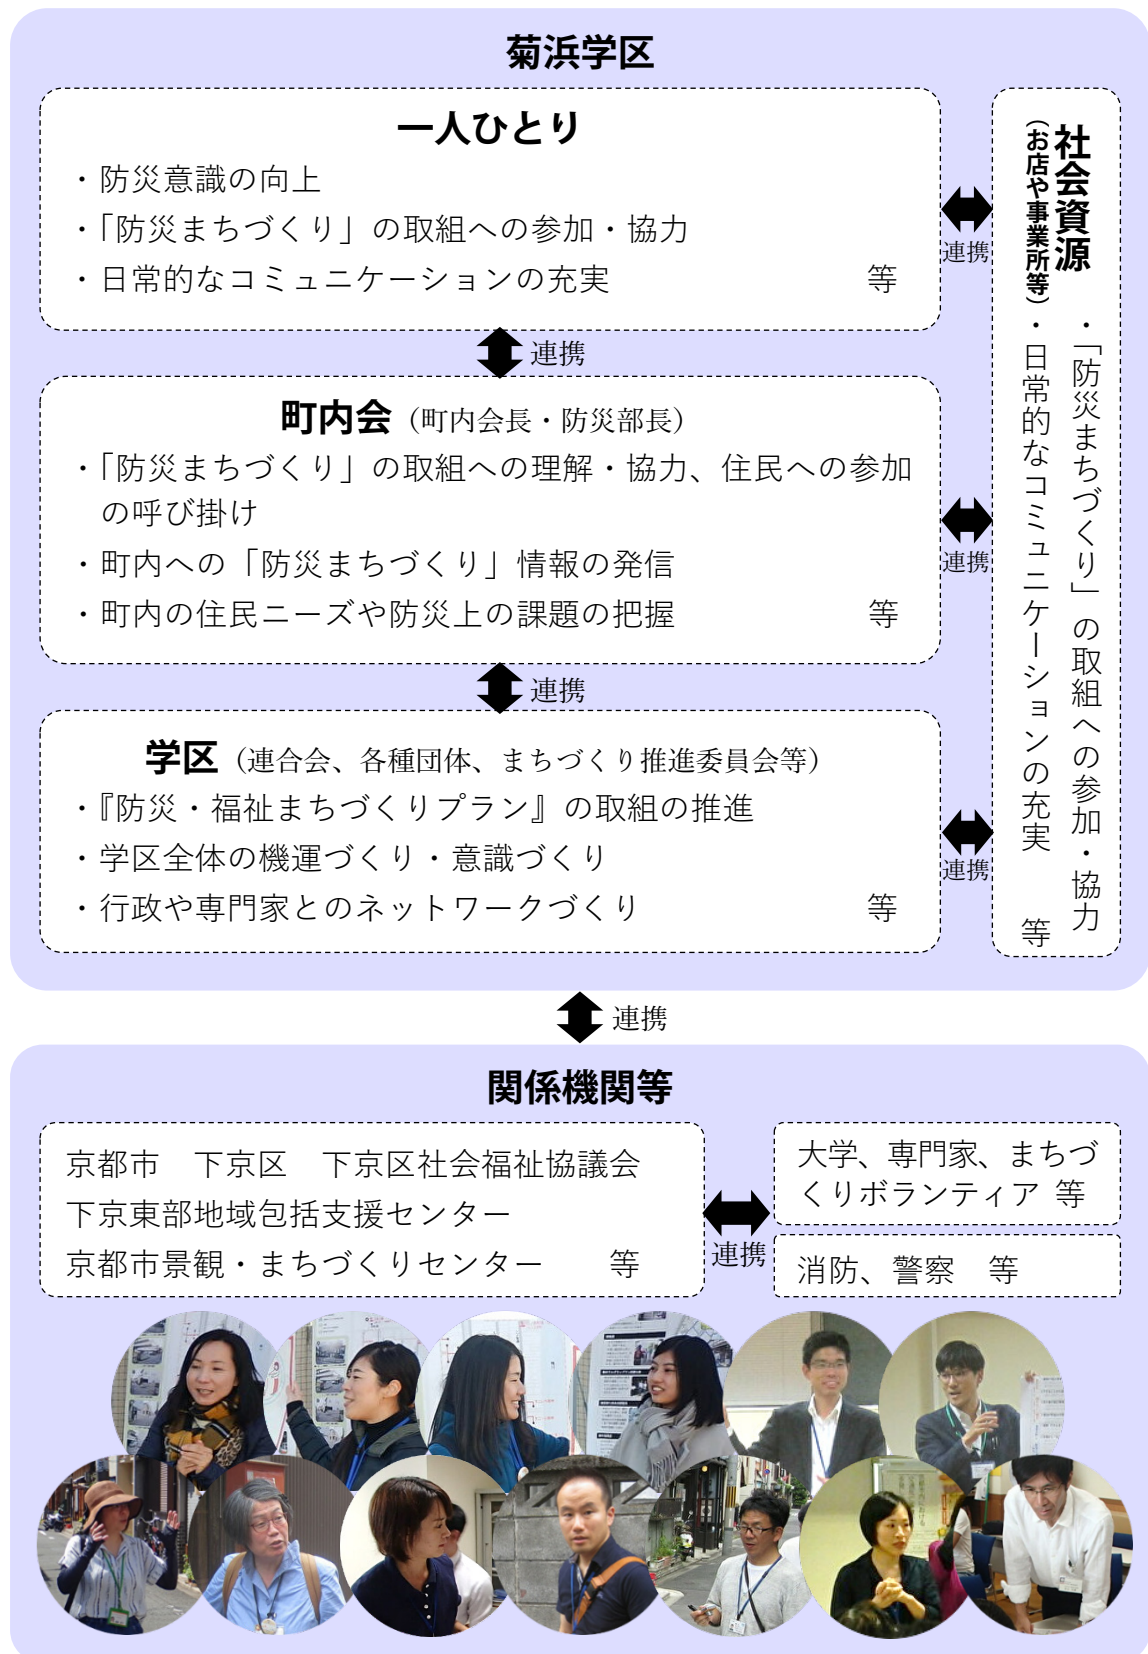 菊浜学区
一人ひとり
・防災意識の向上
・「防災まちづくり」の取組への参加・協力
・日常的なコミュニケーションの充実 等
連携
町内会（町内会長・防災部長）
・「防災まちづくり」の取組への理解・協力、住民への参加
の呼び掛け
・町内への「防災まちづくり」情報の発信
・町内の住民ニーズや防災上の課題の把握 等
連携
学区（連合会、各種団体、まちづくり推進委員会等）
・『防災・福祉まちづくりプラン』の取組の推進
・学区全体の機運づくり・意識づくり
・行政や専門家とのネットワークづくり 等
連携
連携
連携
社会資源
（お店や事業所等）
・「防災まちづくり」の取組への参加・協力
・日常的なコミュニケーションの充実 等
連携
関係機関等
京都市 下京区 下京区社会福祉協議会
下京東部地域包括支援センター
京都市景観・まちづくりセンター 等
連携
大学、専門家、まちづ
くりボランティア 等
消防、警察 等